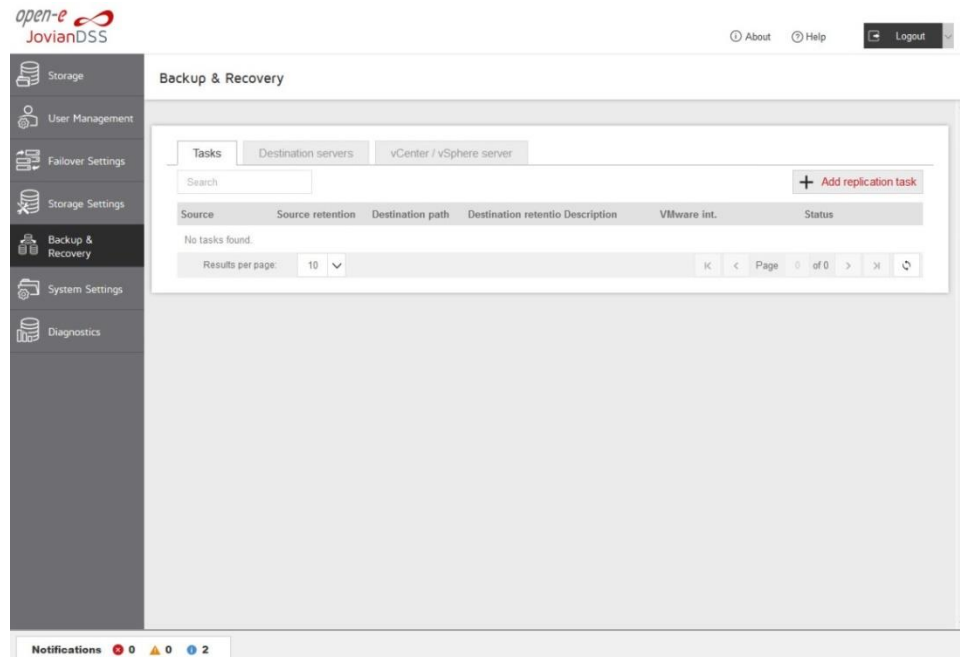 open-e
JovianDSS
About Help Logout
Storage
User Management
Failover Settings
Storage Settings
Backup &
Recovery
System Settings
Diagnostics
Backup & Recovery
Tasks Destination servers vCenter / vSphere server
Search
Add replication task
Source Source retention Destination path Destination retentio Description VMware int. Status
No tasks found.
Results per page: 10 Page 0 of 0
Notifications 0 0 2